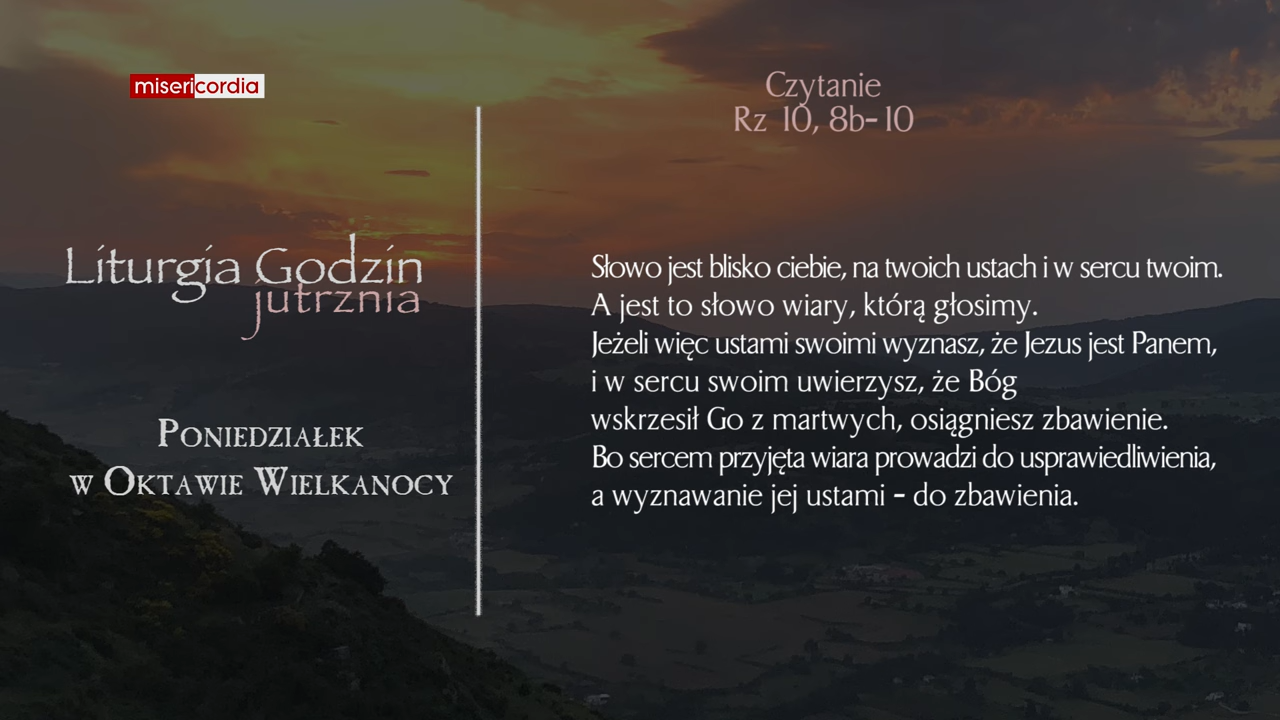 misericordia
Liturgia Godzin
jutrznia
Poniedziałek
w Oktawie Wielkanocy
Czytanie
Rz 10, 8b-10
Słowo jest blisko ciebie, na twoich ustach i w sercu twoim.
A jest to słowo wiary, którą głosimy.
Jeżeli więc ustami swoimi wyznasz, że Jezus jest Panem,
i w sercu swoim uwierzysz, że Bóg
wskrzesił Go z martwych, osiągniesz zbawienie.
Bo sercem przyjęta wiara prowadzi do usprawiedliwienia,
a wyznawanie jej ustami - do zbawienia.